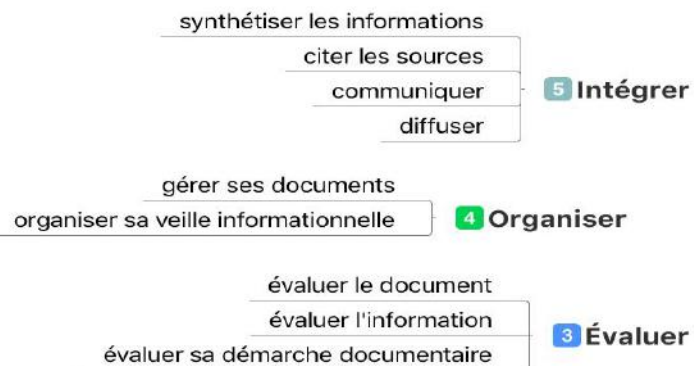 synthétiser les informations
citer les sources
communiquer
diffuser
5 Intégrer
gérer ses documents
organiser sa veille informationnelle
4 Organiser
évaluer le document
évaluer l'information
évaluer sa démarche documentaire
3 Évaluer